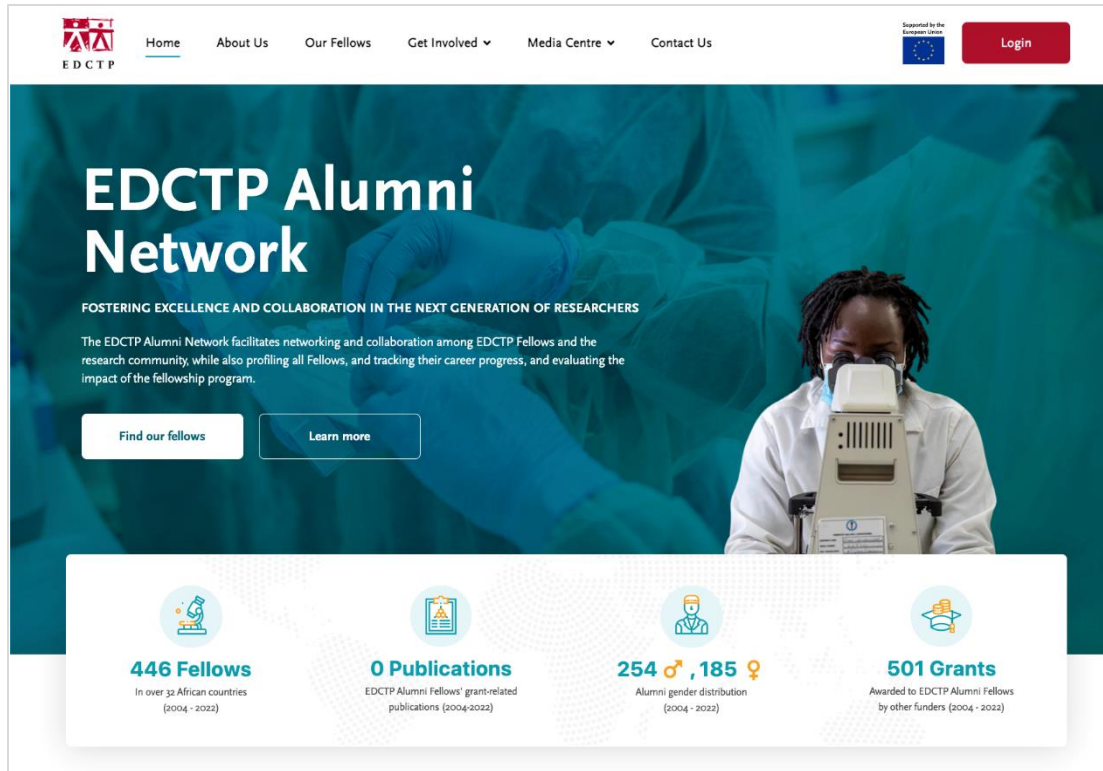 EDCTP
Home
About Us
Our Fellows
Get Involved
Media Centre
Contact Us
Supported by the
European Union
Login
EDCTP Alumni
Network
FOSTERING EXCELLENCE AND COLLABORATION IN THE NEXT GENERATION OF RESEARCHERS
The EDCTP Alumni Network facilitates networking and collaboration among EDCTP Fellows and the
research community, while also profiling all Fellows, and tracking their career progress, and evaluating the
impact of the fellowship program.
Find our fellows
Learn more
446 Fellows
In over 32 African countries
(2004 - 2022)
0 Publications
EDCTP Alumni Fellows' grant-related
publications (2004-2022)
254 ♂ , 185 ♀
Alumni gender distribution
(2004 - 2022)
501 Grants
Awarded to EDCTP Alumni Fellows
by other funders (2004 - 2022)